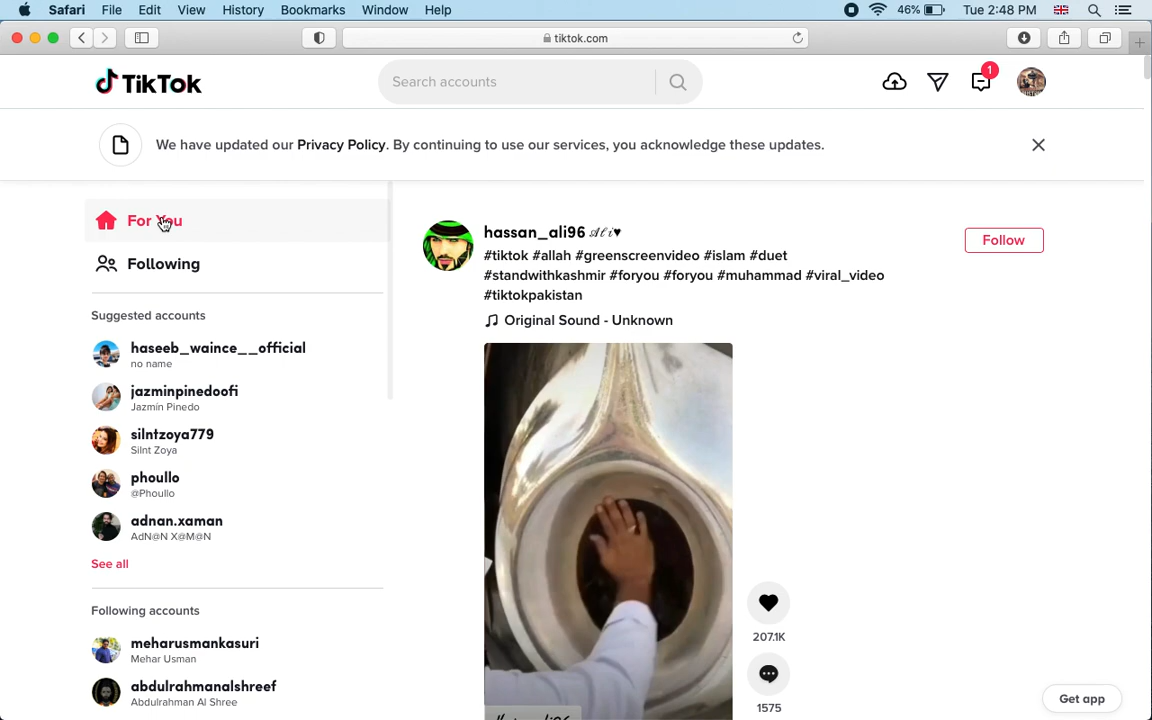 Safari File Edit View History Bookmarks Window Help 46% Tue 2:48 PM
tiktok.com
TikTok
Search accounts
1
We have updated our Privacy Policy. By continuing to use our services, you acknowledge these updates.
For You
Following
Suggested accounts
haseeb_waince__official
no name
jazminpinedoofi
Jazmín Pinedo
silntzoya779
Silnt Zoya
phoullo
@Phoullo
adnan.xaman
AdN@N X@M@N
See all
Following accounts
meharusmankasuri
Mehar Usman
abdulrahmanalshreef
Abdulrahman Al Shree
hassan_ali96 𝒜𝓁𝒾♥
Follow
#tiktok #allah #greenscreenvideo #islam #duet
#standwithkashmir #foryou #foryou #muhammad #viral_video
#tiktokpakistan
Original Sound - Unknown
207.1K
1575
Get app